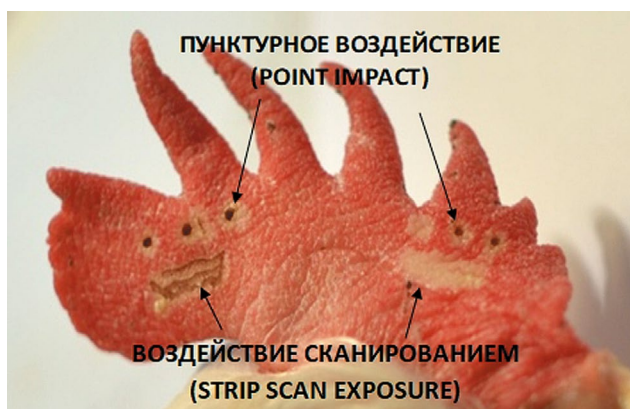 ПУНКТУРНОЕ ВОЗДЕЙСТВИЕ
(POINT IMPACT)
ВОЗДЕЙСТВИЕ СКАНИРОВАНИЕМ
(STRIP SCAN EXPOSURE)